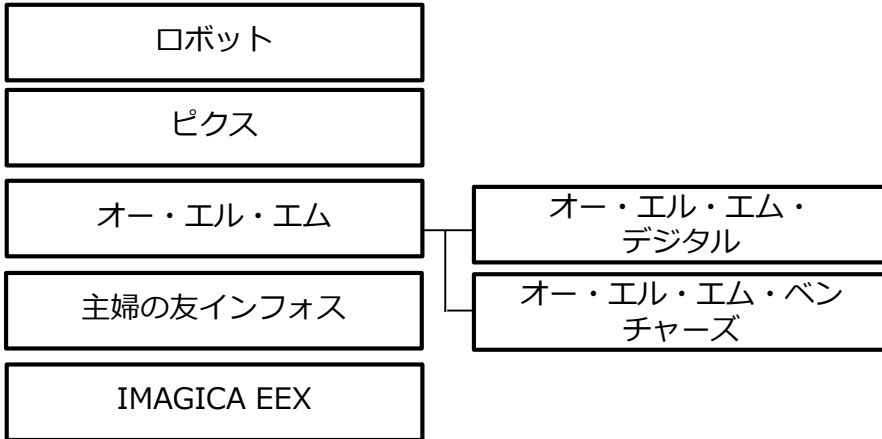 ロボット
ピクス
オー・エル・エム
オー・エル・エム・
デジタル
主婦の友インフォス
オー・エル・エム・ベン
チャーズ
IMAGICA EEX